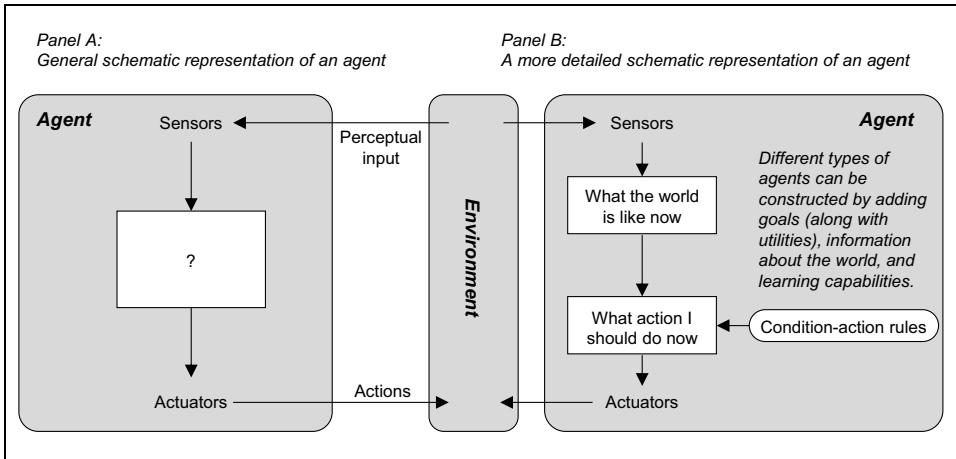 Panel A:
General schematic representation of an agent
Panel B:
A more detailed schematic representation of an agent
Agent
Sensors
?
Actuators
Perceptual
input
Actions
Environment
Sensors
Agent
What the world
is like now
What action I
should do now
Actuators
Different types of
agents can be
constructed by adding
goals (along with
utilities), information
about the world, and
learning capabilities.
Condition-action rules